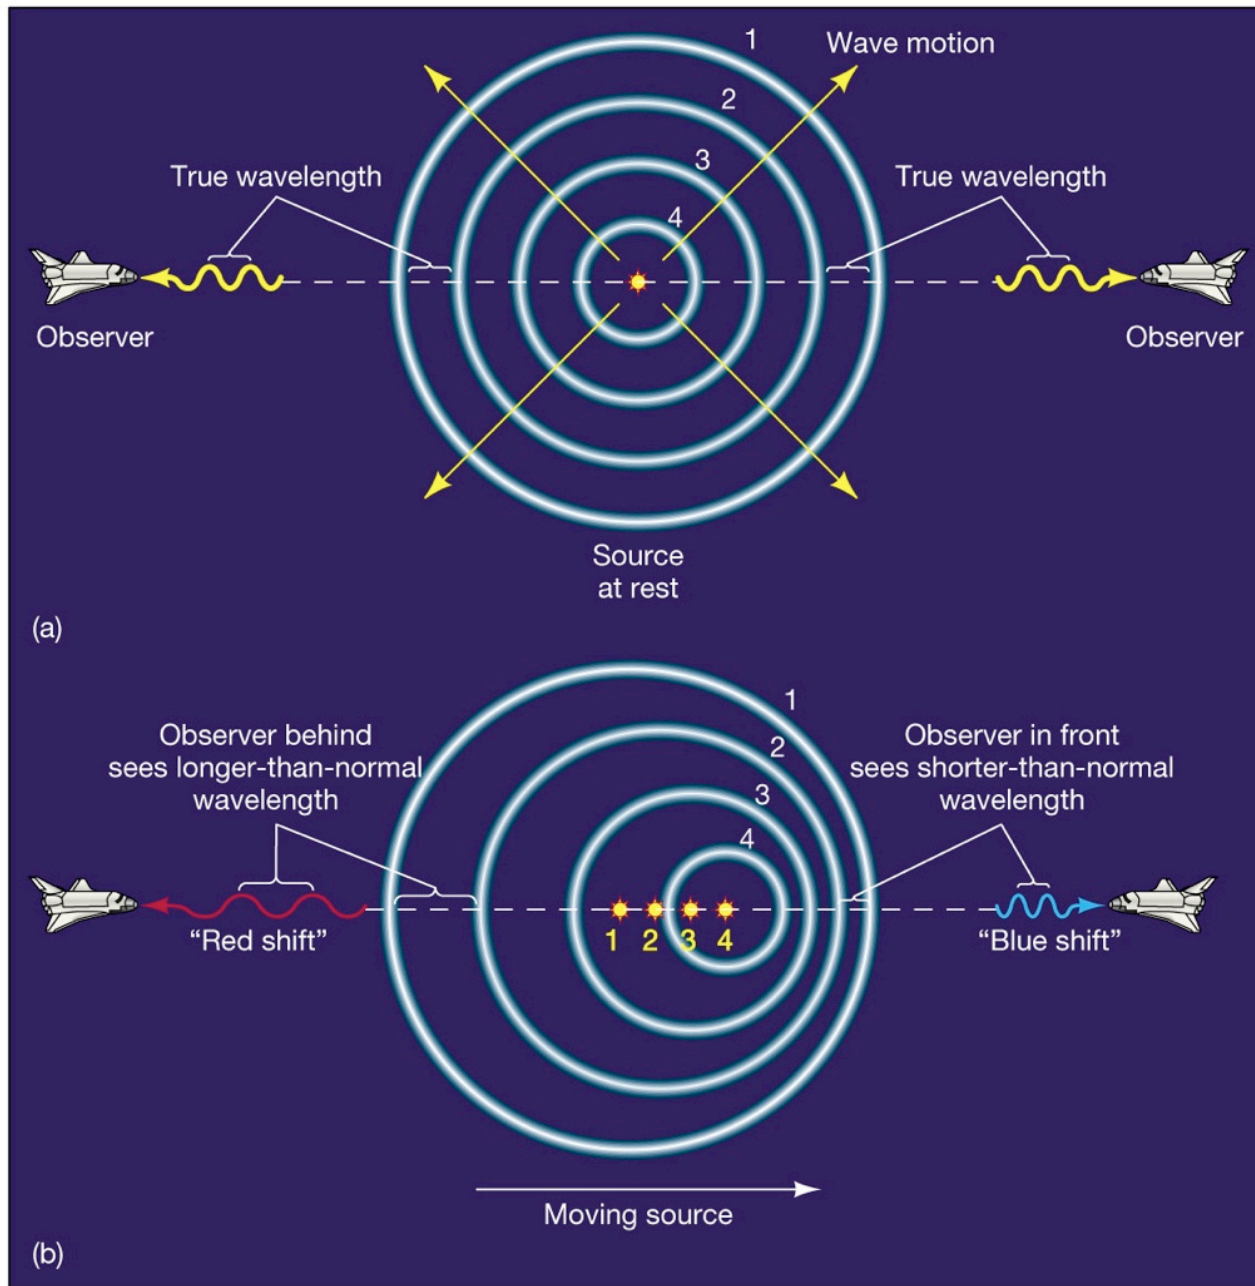 1
Wave motion
2
3
True wavelength
True wavelength
4
Observer
Observer
Source
at rest
(a)
1
Observer behind
sees longer-than-normal
wavelength
2
Observer in front
sees shorter-than-normal
wavelength
3
4
“Red shift”
1 2 3 4
“Blue shift”
Moving source
(b)